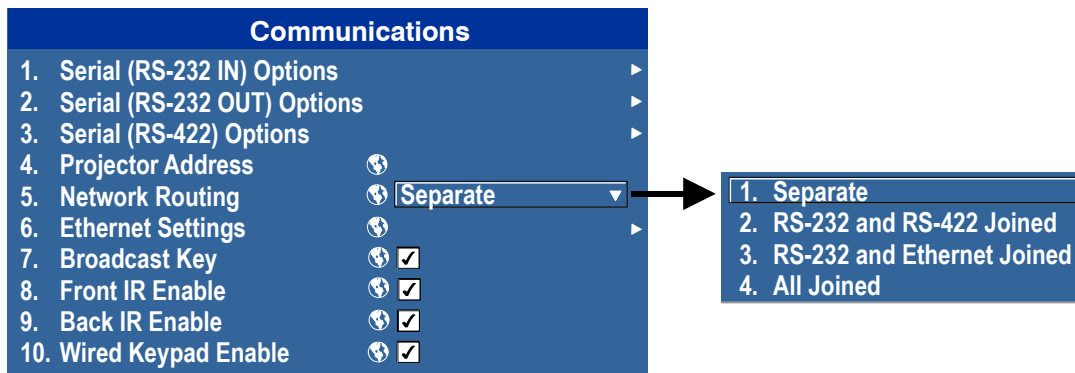 Communications
1. Serial (RS-232 IN) Options
2. Serial (RS-232 OUT) Options
3. Serial (RS-422) Options
4. Projector Address
5. Network Routing Separate
6. Ethernet Settings
7. Broadcast Key
8. Front IR Enable
9. Back IR Enable
10. Wired Keypad Enable
1. Separate
2. RS-232 and RS-422 Joined
3. RS-232 and Ethernet Joined
4. All Joined